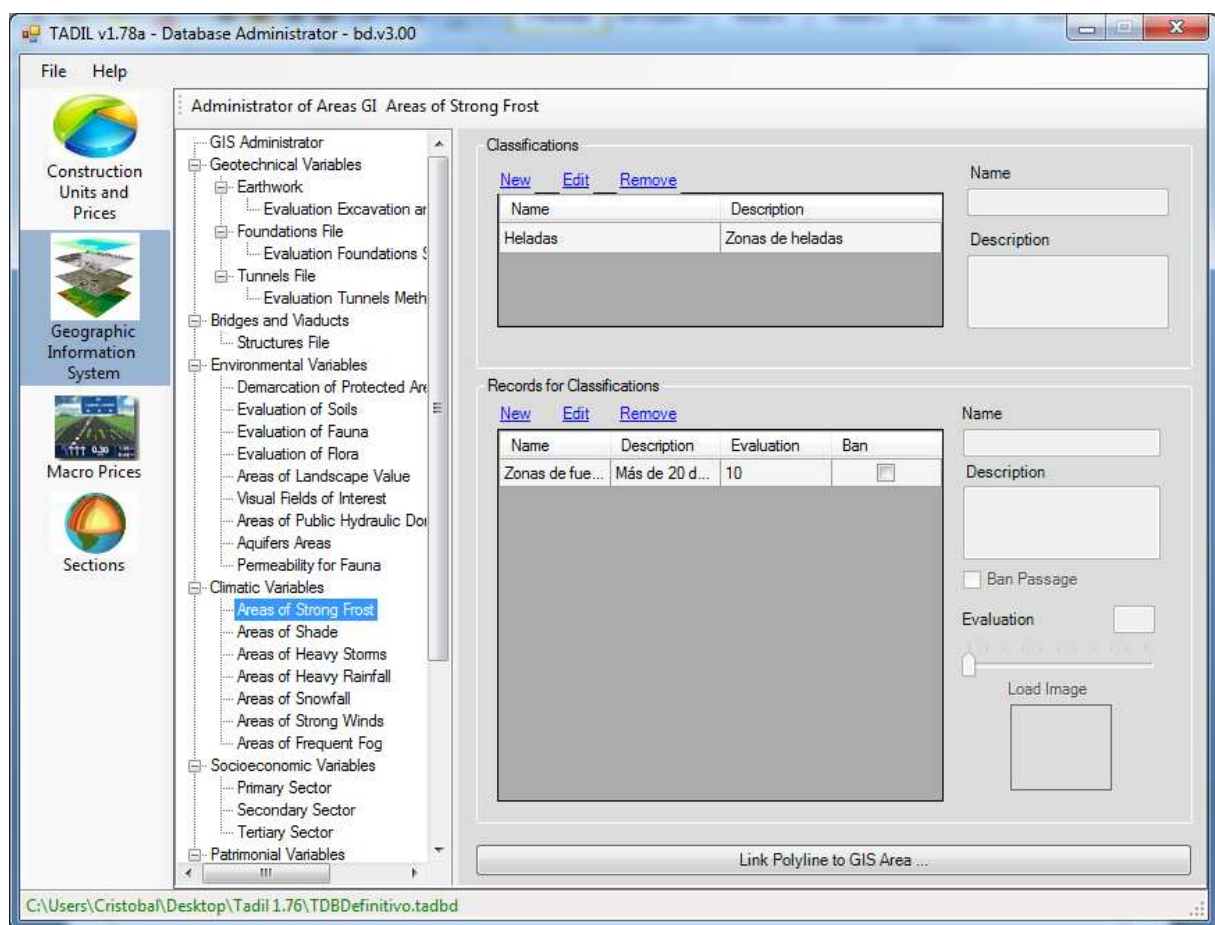 TADIL v1.78a - Database Administrator - bd.v3.00
File Help
Construction
Units and
Prices
Geographic
Information
System
Macro Prices
Sections
Administrator of Areas GI Areas of Strong Frost
GIS Administrator
Geotechnical Variables
Earthwork
Evaluation Excavation ar
Foundations File
Evaluation Foundations S
Tunnels File
Evaluation Tunnels Meth
Bridges and Viaducts
Structures File
Environmental Variables
Demarcation of Protected Are
Evaluation of Soils
Evaluation of Fauna
Evaluation of Flora
Areas of Landscape Value
Visual Fields of Interest
Areas of Public Hydraulic Dor
Aquifers Areas
Permeability for Fauna
Climatic Variables
Areas of Strong Frost
Areas of Shade
Areas of Heavy Storms
Areas of Heavy Rainfall
Areas of Snowfall
Areas of Strong Winds
Areas of Frequent Fog
Socioeconomic Variables
Primary Sector
Secondary Sector
Tertiary Sector
Patrimonial Variables
Classifications
New Edit Remove
Name Description
Heladas Zonas de heladas
Name
Description
Records for Classifications
New Edit Remove
Name Description Evaluation Ban
Zonas de fue... Más de 20 d... 10
Name
Description
Ban Passage
Evaluation
Load Image
Link Polyline to GIS Area ...
C:\Users\Cristobal\Desktop\Tadil 1.76\TDBDefinitivo.tadbd